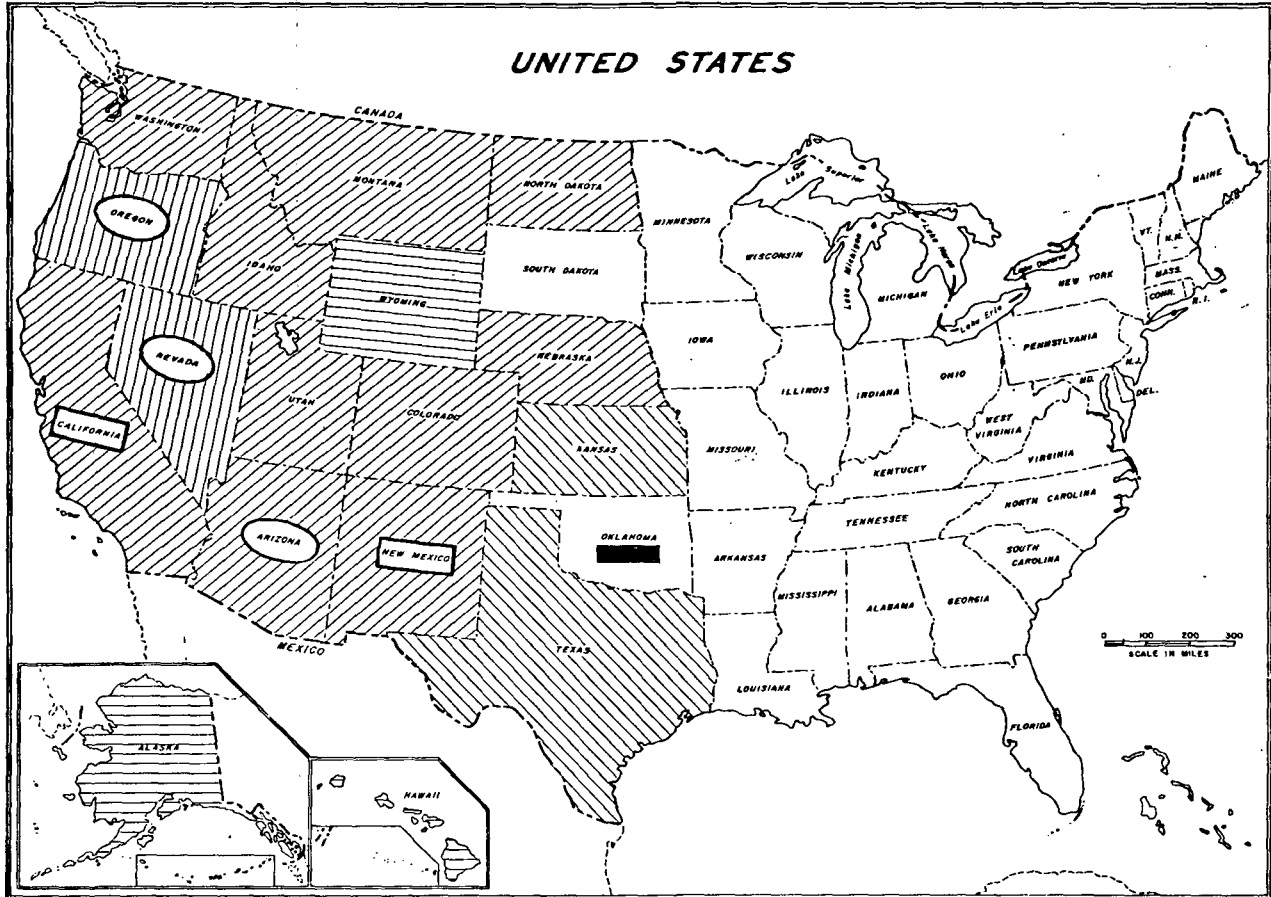 UNITED STATES
CANADA
WASHINGTON
MONTANA
NORTH DAKOTA
MINNESOTA
Lake Superior
MAINE
OREGON
IDAHO
SOUTH DAKOTA
WISCONSIN
Lake Michigan
Lake Huron
MICHIGAN
Lake Ontario
VT.
N.H.
NEW YORK
MASS.
CONN.
R.I.
WYOMING
NEVADA
NEBRASKA
IOWA
Lake Erie
PENNSYLVANIA
N.J.
UTAH
COLORADO
ILLINOIS
INDIANA
OHIO
MD.
DEL.
CALIFORNIA
KANSAS
MISSOURI
WEST
VIRGINIA
VIRGINIA
KENTUCKY
NORTH CAROLINA
ARIZONA
NEW MEXICO
OKLAHOMA
ARKANSAS
TENNESSEE
SOUTH
CAROLINA
MISSISSIPPI
ALABAMA
GEORGIA
MEXICO
TEXAS
LOUISIANA
FLORIDA
0 100 200 300
SCALE IN MILES
ALASKA
HAWAII